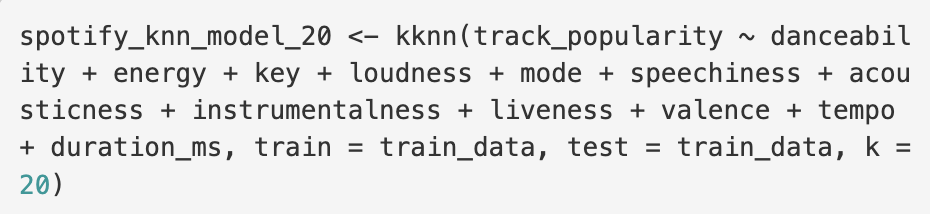 spotify_knn_model_20 <- kknn(track_popularity ~ danceabil
ity + energy + key + loudness + mode + speechiness + acou
sticness + instrumentalness + liveness + valence + tempo
+ duration_ms, train = train_data, test = train_data, k =
20)